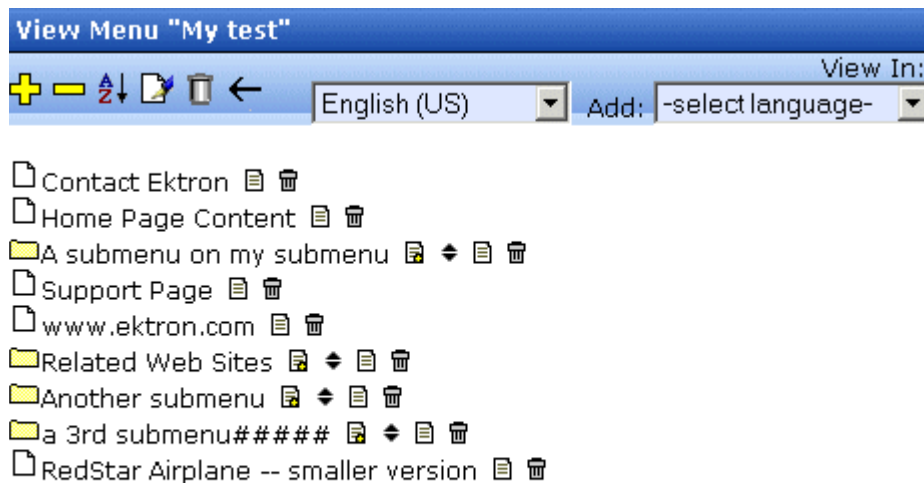 View Menu "My test"
View In:
English (US) Add: -select language-
Contact Ektron
Home Page Content
A submenu on my submenu
Support Page
www.ektron.com
Related Web Sites
Another submenu
a 3rd submenu#####
RedStar Airplane -- smaller version